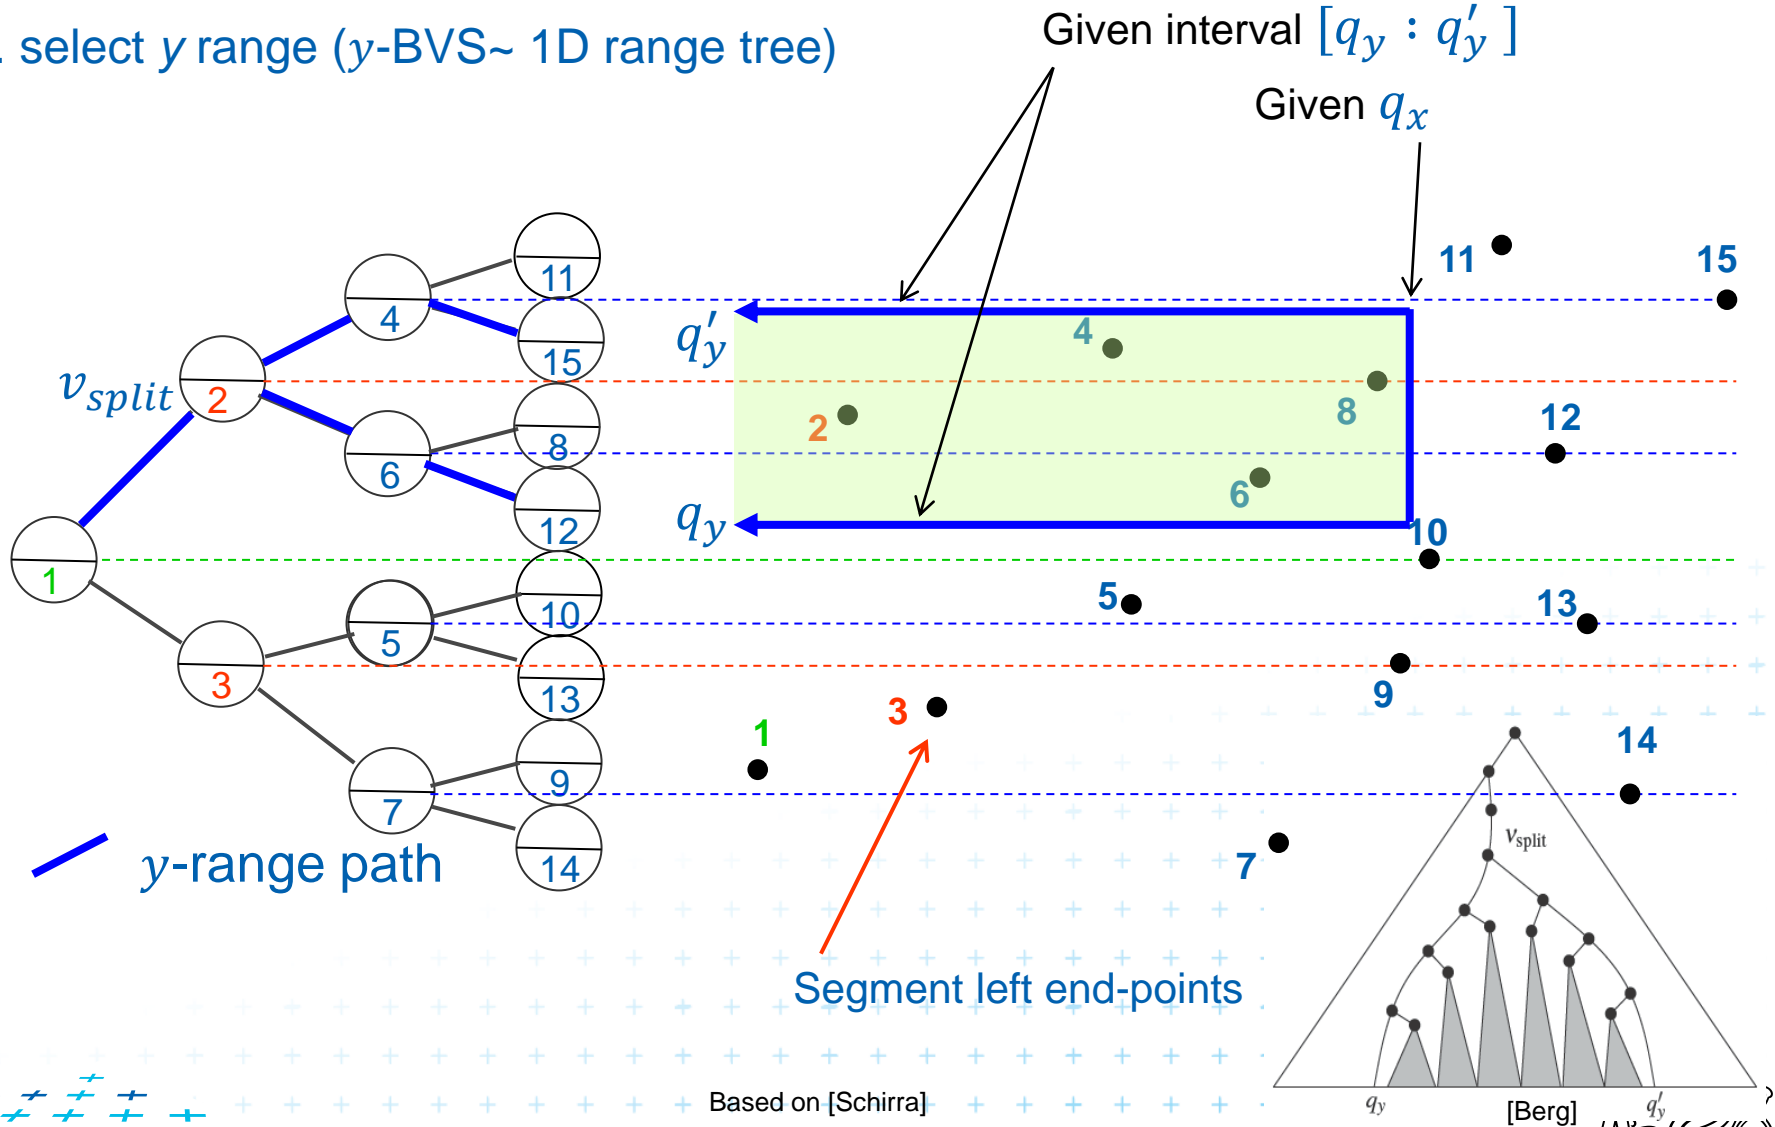 . select y range (y-BVS~ 1D range tree)
Given interval [q_y : q'_y ]
Given q_x
11
15
4
8
2
12
6
10
5
13
9
3
1
14
7
q'_y
q_y
v_split
1
2
3
4
6
5
7
11
15
8
12
10
13
9
14
y-range path
Segment left end-points
v_split
q_y
q'_y
Based on [Schirra]
[Berg]